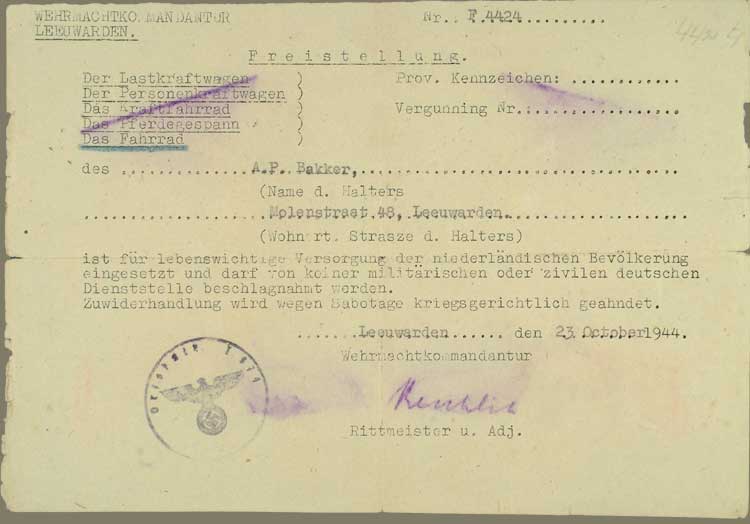 WEHRMACHTKOMMANDANTUR Nr. F.4424
LEEUWARDEN.
Freistellung.
Der Lastkraftwagen ) Prov. Kennzeichen: ............
Der Personenkraftwagen )
Das Kraftfahrrad ) Vergunning Nr.: ................
Das Pferdegespann )
Das Fahrrad )
des ................ A.P. Bakker, ................
(Name d. Halters
................ Molenstraat 48, Leeuwarden. ................
(Wohnort. Strasze d. Halters)
ist für lebenswichtige Versorgung der niederländischen Bevölkerung
eingesetzt und darf von keiner militärischen oder zivilen deutschen
Dienststelle beschlagnahmt werden.
Zuwiderhandlung wird wegen Sabotage kriegsgerichtlich geahndet.
...... Leeuwarden ......, den 23 October 1944.
Wehrmachtkommandantur
Rittmeister u. Adj.